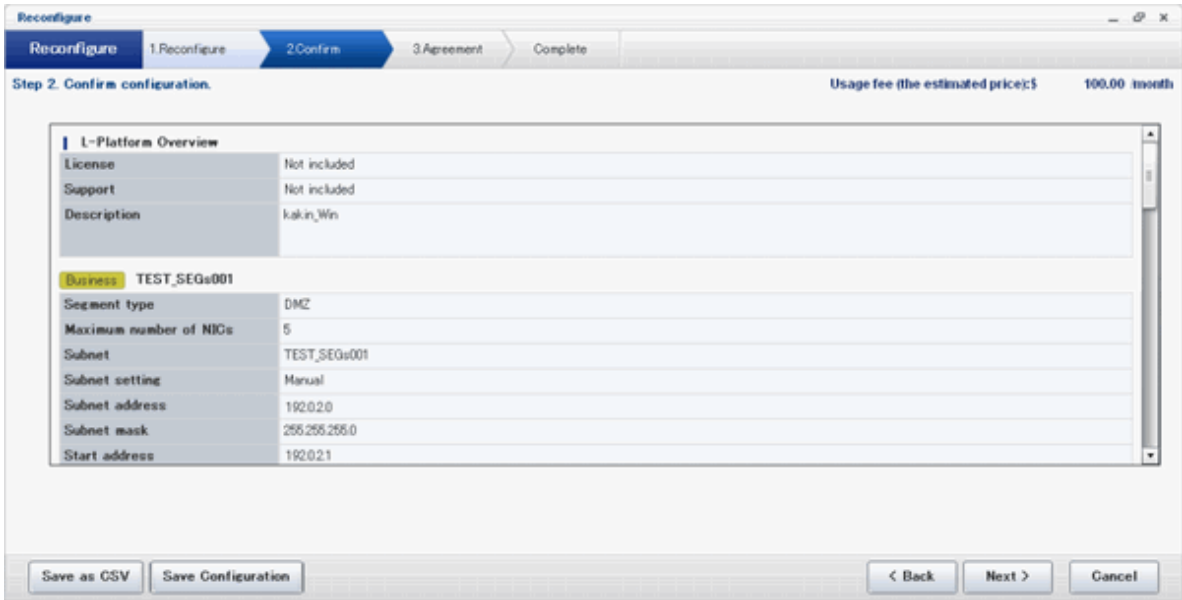 Reconfigure
Reconfigure 1.Reconfigure 2.Confirm 3.Agreement Complete
Step 2. Confirm configuration. Usage fee (the estimated price):$ 100.00 /month
L-Platform Overview
License Not included
Support Not included
Description kakin_Win
Business TEST_SEGs001
Segment type DMZ
Maximum number of NICs 5
Subnet TEST_SEGs001
Subnet setting Manual
Subnet address 192.0.2.0
Subnet mask 255.255.255.0
Start address 192.0.2.1
Save as CSV Save Configuration < Back Next > Cancel